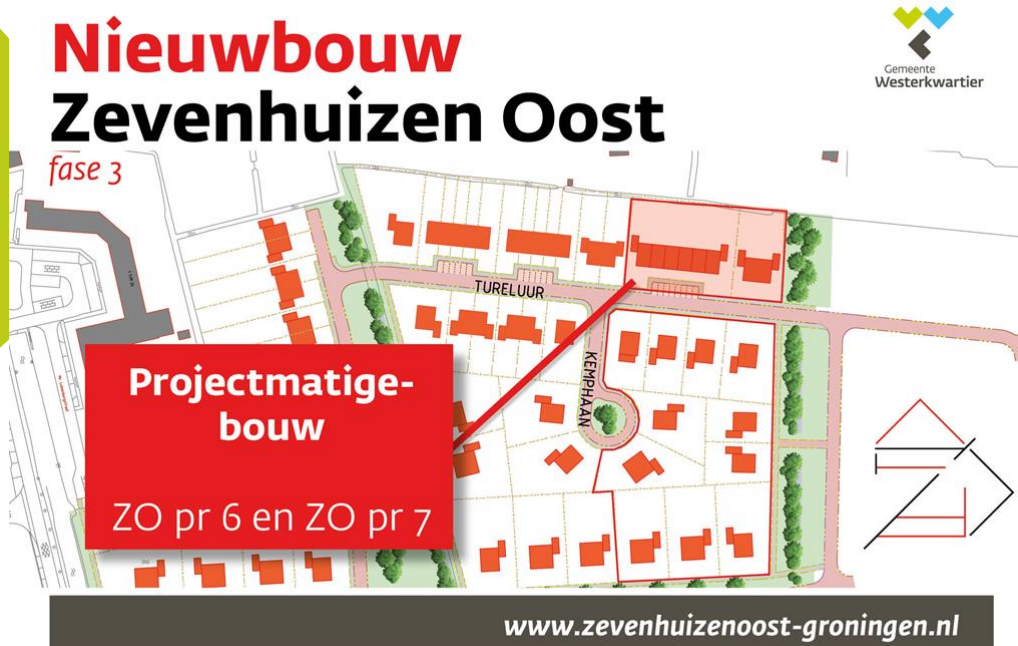 Nieuwbouw
Zevenhuizen Oost
fase 3
Gemeente
Westerkwartier
TURELUUR
KEMPHAAN
Projectmatige-
bouw
ZO pr 6 en ZO pr 7
www.zevenhuizenoost-groningen.nl